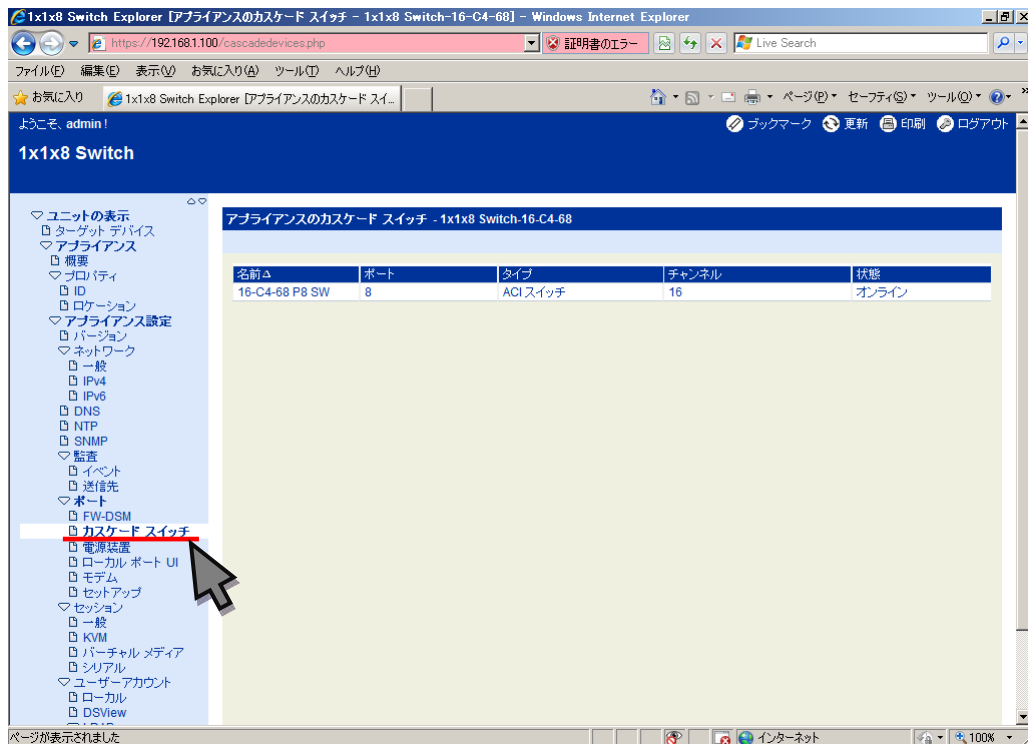 1x1x8 Switch Explorer [アプライアンスのカスケード スイッチ - 1x1x8 Switch-16-C4-68] - Windows Internet Explorer
https://192.168.1.100/cascadedevices.php
証明書のエラー
Live Search
ファイル(F) 編集(E) 表示(V) お気に入り(A) ツール(T) ヘルプ(H)
お気に入り
1x1x8 Switch Explorer [アプライアンスのカスケード スイ...
ページ(P) セーフティ(S) ツール(O)
ようこそ、admin !
ブックマーク 更新 印刷 ログアウト
1x1x8 Switch
ユニットの表示
ターゲット デバイス
アプライアンス
概要
プロパティ
ID
ロケーション
アプライアンス設定
バージョン
ネットワーク
一般
IPv4
IPv6
DNS
NTP
SNMP
監査
イベント
送信先
ポート
FW-DSM
カスケード スイッチ
電源装置
ローカル ポート UI
モデム
セットアップ
セッション
一般
KVM
バーチャル メディア
シリアル
ユーザーアカウント
ローカル
DSView
アプライアンスのカスケード スイッチ - 1x1x8 Switch-16-C4-68
名前 ポート タイプ チャンネル 状態
16-C4-68 P8 SW 8 ACI スイッチ 16 オンライン
ページが表示されました
インターネット
100%